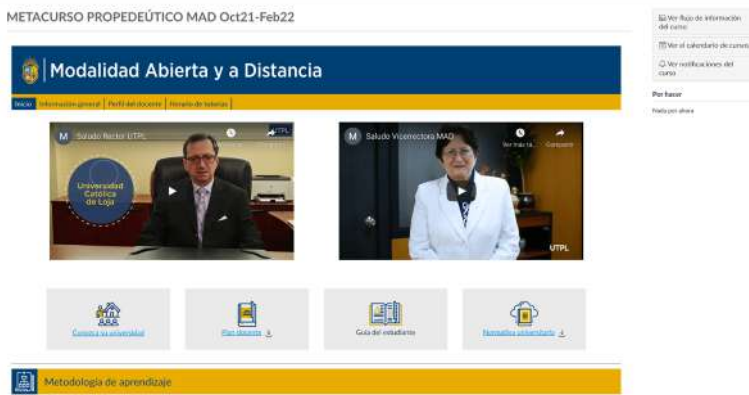 METACURSO PROPEDEÚTICO MAD Oct21-Feb22
Modalidad Abierta y a Distancia
Inicio Información general Perfil del docente Horario de tutorías
M Saludo Rector UTPL
UTPL
Universidad
Católica
de Loja
M Saludo Vicerrectora MAD
Ver más ta... Compartir
UTPL
Conozca su universidad
Plan docente
Guía del estudiante
Normativa universitaria
Metodología de aprendizaje
Ver flujo de información
del curso
Ver el calendario de cursos
Ver notificaciones del
curso
Por hacer
Nada por ahora